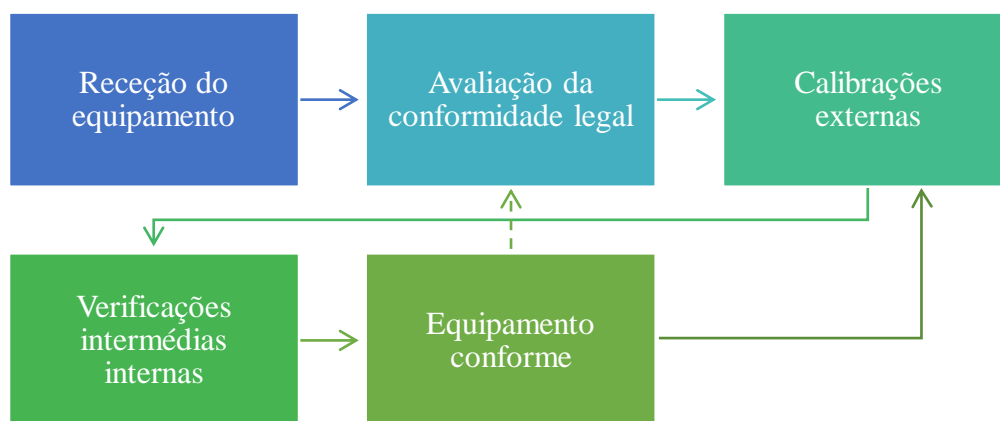 Receção do
equipamento
Avaliação da
conformidade legal
Calibrações
externas
Verificações
intermédias
internas
Equipamento
conforme